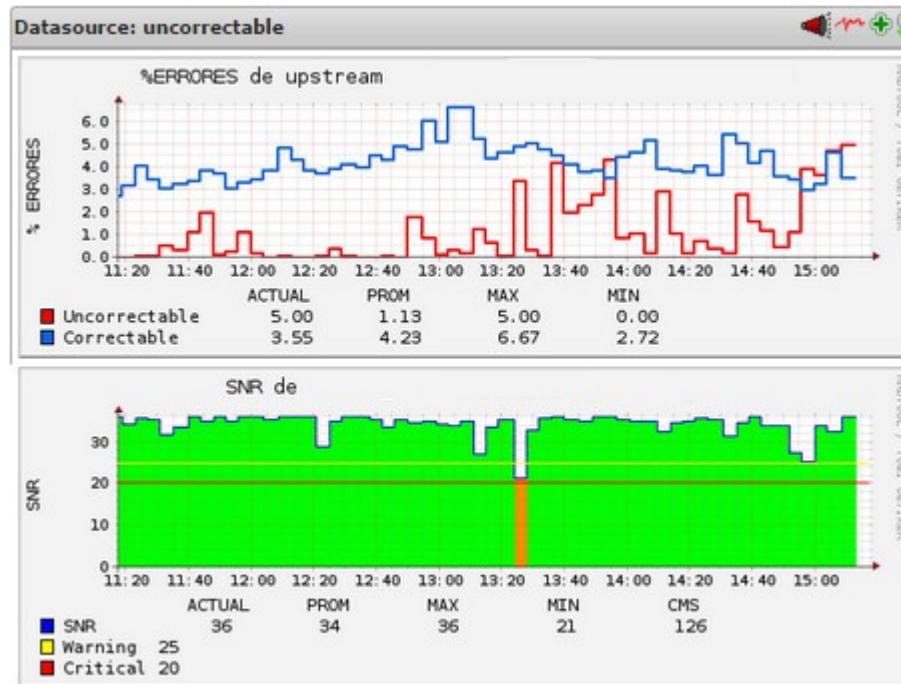 Datasource: uncorrectable
%ERRORES de upstream
% ERRORES
6.0
5.0
4.0
3.0
2.0
1.0
0.0
11:20 11:40 12:00 12:20 12:40 13:00 13:20 13:40 14:00 14:20 14:40 15:00
ACTUAL PROM MAX MIN
Uncorrectable 5.00 1.13 5.00 0.00
Correctable 3.55 4.23 6.67 2.72
SNR de
SNR
30
20
10
0
11:20 11:40 12:00 12:20 12:40 13:00 13:20 13:40 14:00 14:20 14:40 15:00
ACTUAL PROM MAX MIN CMS
SNR 36 34 36 21 126
Warning 25
Critical 20